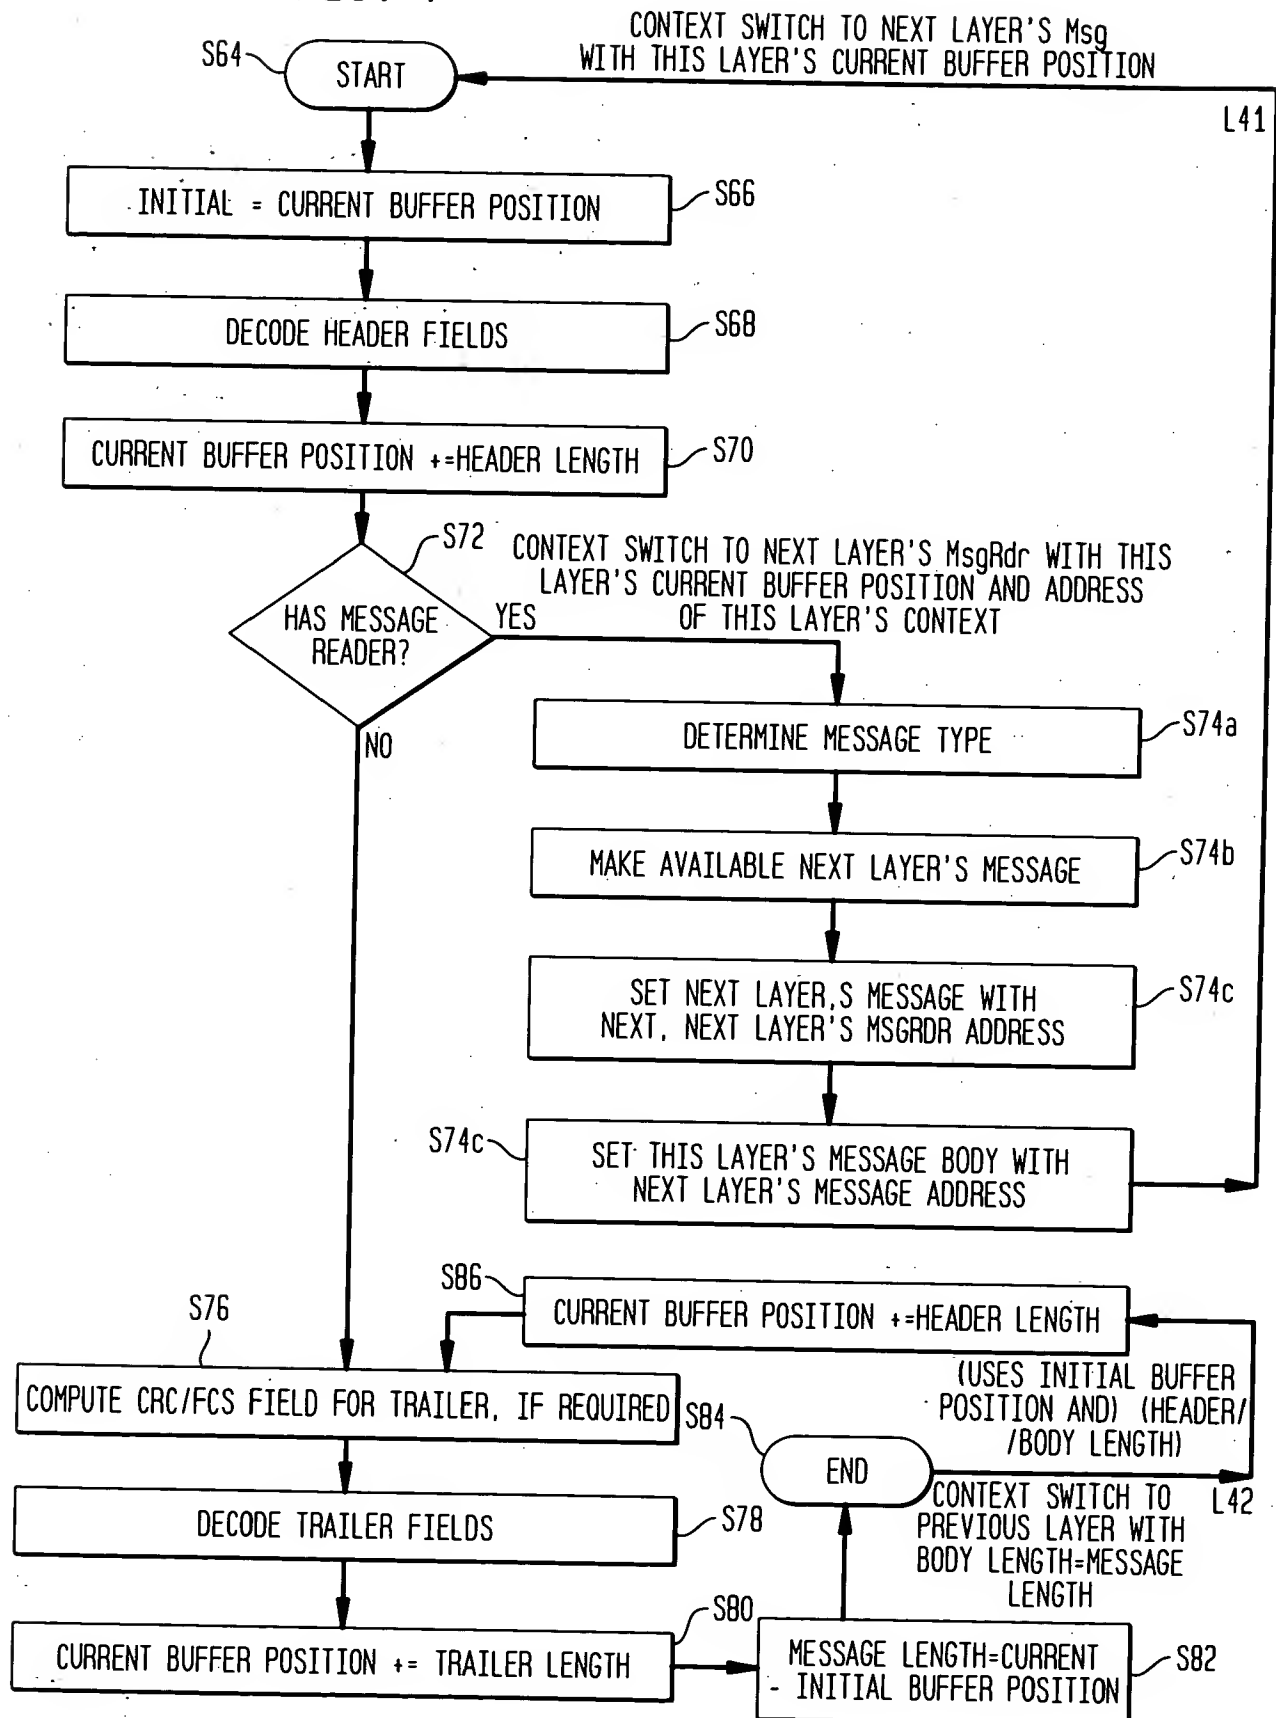 CONTEXT SWITCH TO NEXT LAYER'S Msg
WITH THIS LAYER'S CURRENT BUFFER POSITION
S64
START
L41
INITIAL = CURRENT BUFFER POSITION
S66
DECODE HEADER FIELDS
S68
CURRENT BUFFER POSITION +=HEADER LENGTH
S70
S72
CONTEXT SWITCH TO NEXT LAYER'S MsgRdr WITH THIS
LAYER'S CURRENT BUFFER POSITION AND ADDRESS
OF THIS LAYER'S CONTEXT
HAS MESSAGE
READER?
YES
NO
DETERMINE MESSAGE TYPE
S74a
MAKE AVAILABLE NEXT LAYER'S MESSAGE
S74b
SET NEXT LAYER,S MESSAGE WITH
NEXT, NEXT LAYER'S MSGRDR ADDRESS
S74c
S74c
SET THIS LAYER'S MESSAGE BODY WITH
NEXT LAYER'S MESSAGE ADDRESS
S86
CURRENT BUFFER POSITION +=HEADER LENGTH
S76
COMPUTE CRC/FCS FIELD FOR TRAILER, IF REQUIRED
(USES INITIAL BUFFER
POSITION AND) (HEADER/
/BODY LENGTH)
S84
END
L42
CONTEXT SWITCH TO
PREVIOUS LAYER WITH
BODY LENGTH=MESSAGE
LENGTH
DECODE TRAILER FIELDS
S78
CURRENT BUFFER POSITION += TRAILER LENGTH
S80
MESSAGE LENGTH=CURRENT
- INITIAL BUFFER POSITION
S82